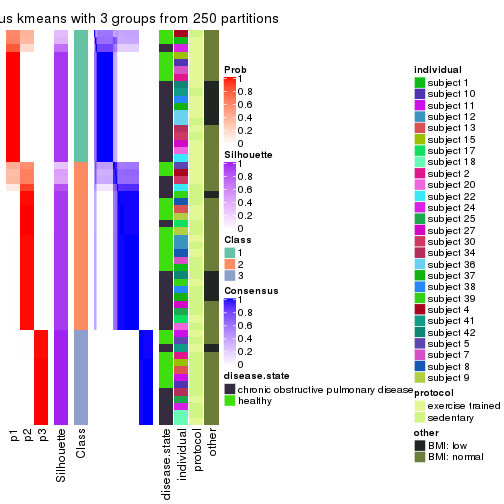 us kmeans with 3 groups from 250 partitions
Prob
1
0.8
0.6
0.4
0.2
0
Silhouette
1
0.8
0.6
0.4
0.2
0
Class
1
2
3
Consensus
1
0.8
0.6
0.4
0.2
0
disease.state
chronic obstructive pulmonary disease
healthy
individual
subject 1
subject 10
subject 11
subject 12
subject 13
subject 15
subject 17
subject 18
subject 2
subject 20
subject 22
subject 24
subject 25
subject 27
subject 30
subject 34
subject 36
subject 37
subject 38
subject 39
subject 4
subject 41
subject 42
subject 5
subject 7
subject 8
subject 9
protocol
exercise trained
sedentary
other
BMI: low
BMI: normal
p1
p2
p3
Silhouette
Class
disease.state
individual
protocol
other